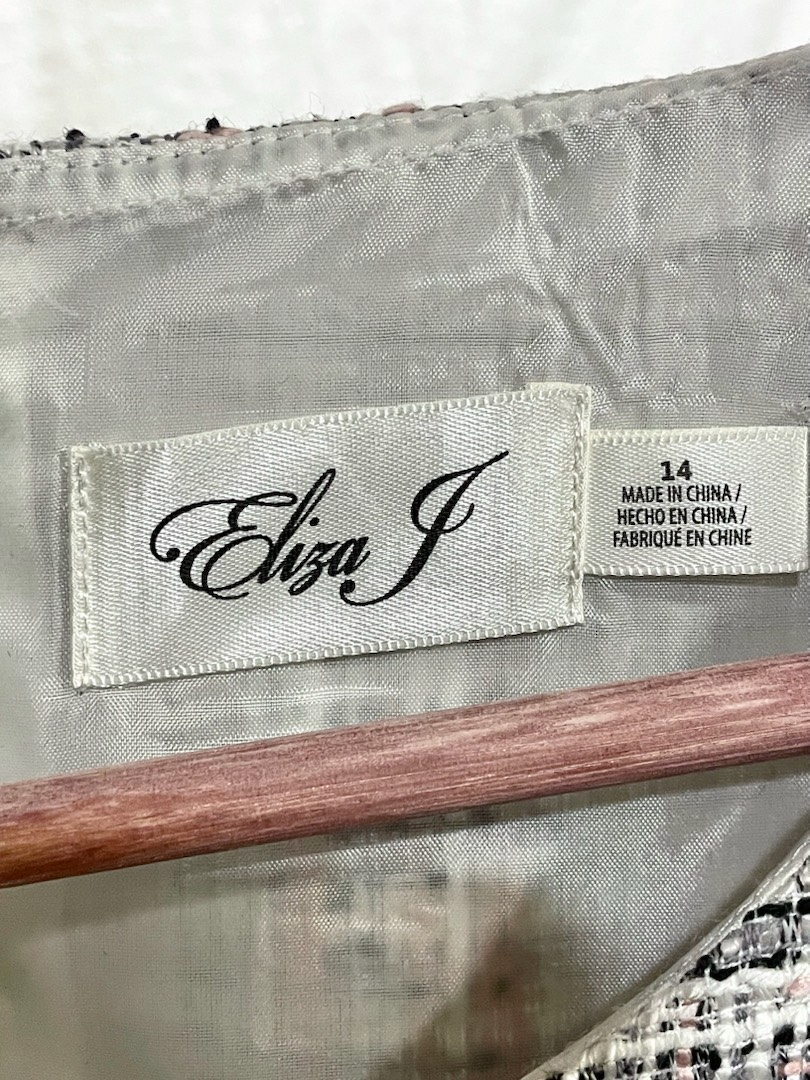 Eliza J
14
MADE IN CHINA /
HECHO EN CHINA /
FABRIQUÉ EN CHINE